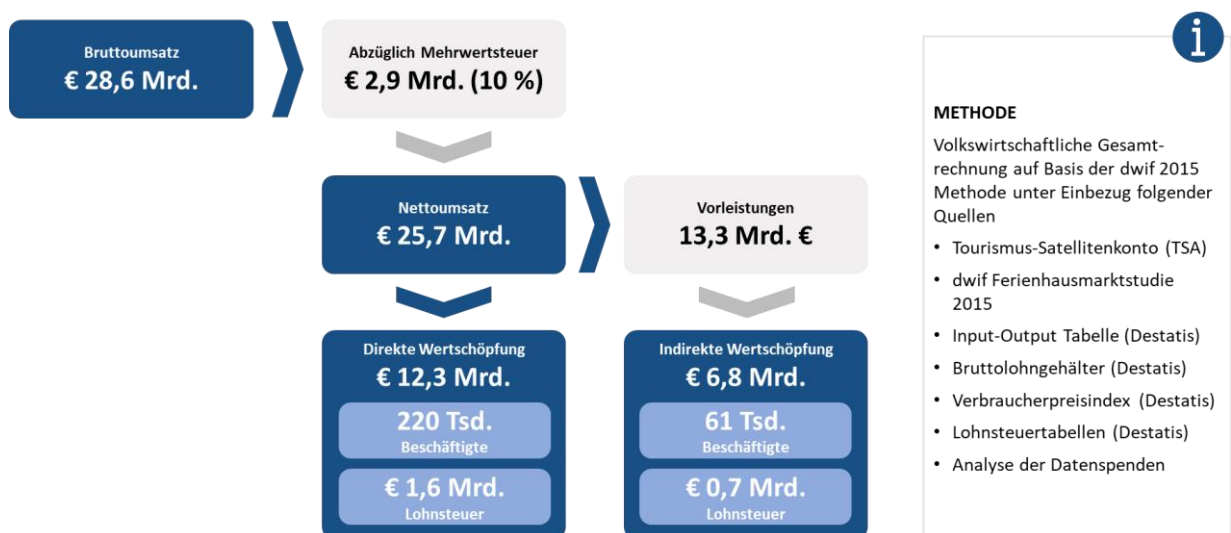 Bruttoumsatz
€ 28,6 Mrd.
Abzüglich Mehrwertsteuer
€ 2,9 Mrd. (10 %)
Nettoumsatz
€ 25,7 Mrd.
Vorleistungen
13,3 Mrd. €
Direkte Wertschöpfung
€ 12,3 Mrd.
220 Tsd.
Beschäftigte
€ 1,6 Mrd.
Lohnsteuer
Indirekte Wertschöpfung
€ 6,8 Mrd.
61 Tsd.
Beschäftigte
€ 0,7 Mrd.
Lohnsteuer
i
METHODE
Volkswirtschaftliche Gesamt-
rechnung auf Basis der dwif 2015
Methode unter Einbezug folgender
Quellen
• Tourismus-Satellitenkonto (TSA)
• dwif Ferienhausmarktstudie
2015
• Input-Output Tabelle (Destatis)
• Bruttolohngehälter (Destatis)
• Verbraucherpreisindex (Destatis)
• Lohnsteuertabellen (Destatis)
• Analyse der Datenspenden